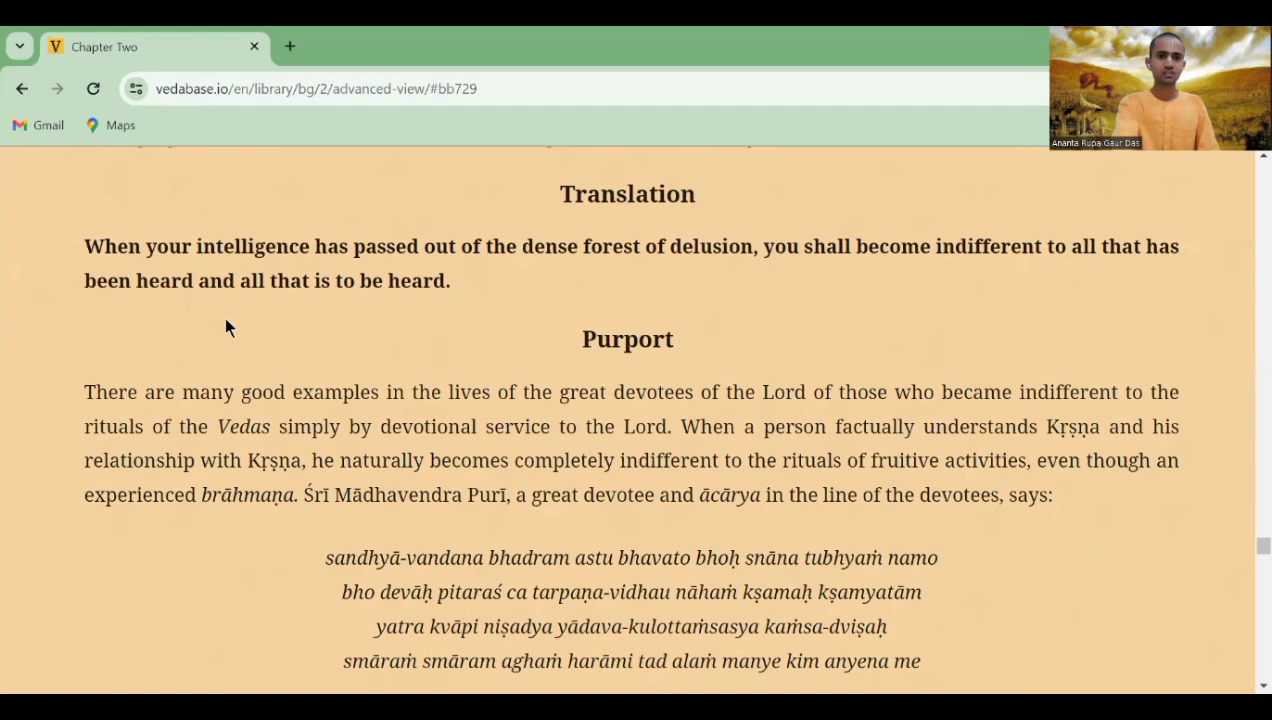 Chapter Two
vedabase.io/en/library/bg/2/advanced-view/#bb729
Gmail Maps
Ananta Rupa Gaur Das
Translation
When your intelligence has passed out of the dense forest of delusion, you shall become indifferent to all that has
been heard and all that is to be heard.
Purport
There are many good examples in the lives of the great devotees of the Lord of those who became indifferent to the
rituals of the Vedas simply by devotional service to the Lord. When a person factually understands Kṛṣṇa and his
relationship with Kṛṣṇa, he naturally becomes completely indifferent to the rituals of fruitive activities, even though an
experienced brāhmaṇa. Śrī Mādhavendra Purī, a great devotee and ācārya in the line of the devotees, says:
sandhyā-vandana bhadram astu bhavato bhoḥ snāna tubhyaṁ namo
bho devāḥ pitaraś ca tarpaṇa-vidhau nāhaṁ kṣamaḥ kṣamyatām
yatra kvāpi niṣadya yādava-kulottaṁsasya kaṁsa-dviṣaḥ
smāraṁ smāram aghaṁ harāmi tad alaṁ manye kim anyena me